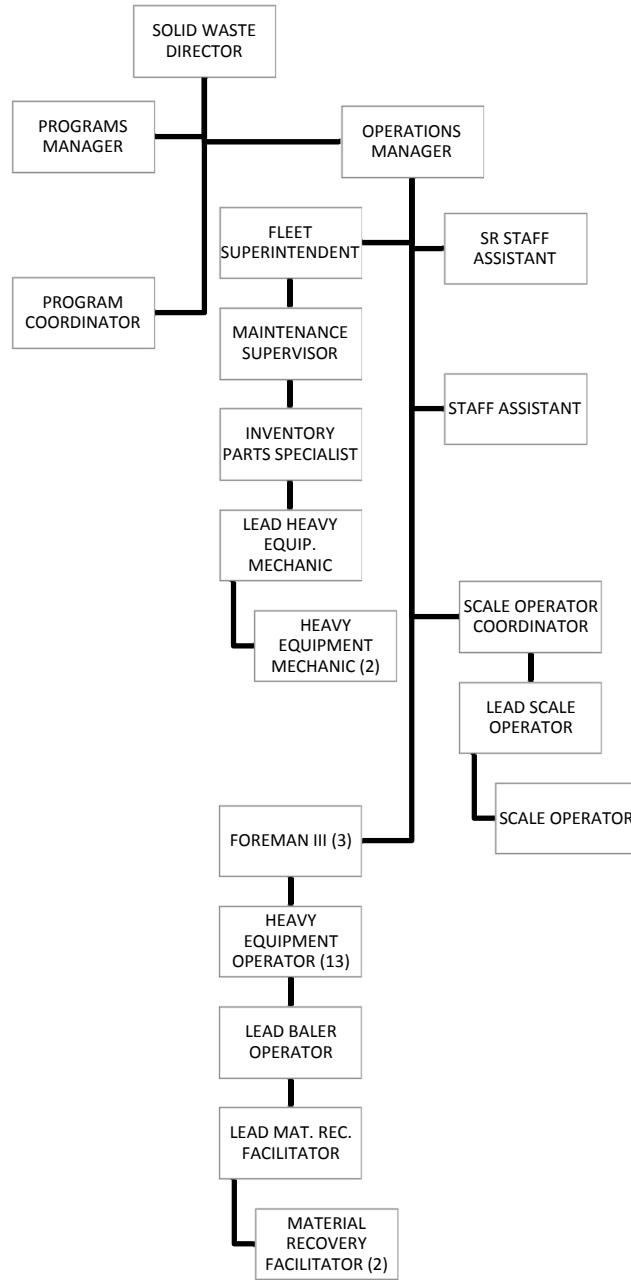 SOLID WASTE
DIRECTOR
PROGRAMS
MANAGER
OPERATIONS
MANAGER
FLEET
SUPERINTENDENT
SR STAFF
ASSISTANT
PROGRAM
COORDINATOR
MAINTENANCE
SUPERVISOR
STAFF ASSISTANT
INVENTORY
PARTS SPECIALIST
LEAD HEAVY
EQUIP.
MECHANIC
HEAVY
EQUIPMENT
MECHANIC (2)
SCALE OPERATOR
COORDINATOR
LEAD SCALE
OPERATOR
SCALE OPERATOR
FOREMAN III (3)
HEAVY
EQUIPMENT
OPERATOR (13)
LEAD BALER
OPERATOR
LEAD MAT. REC.
FACILITATOR
MATERIAL
RECOVERY
FACILITATOR (2)